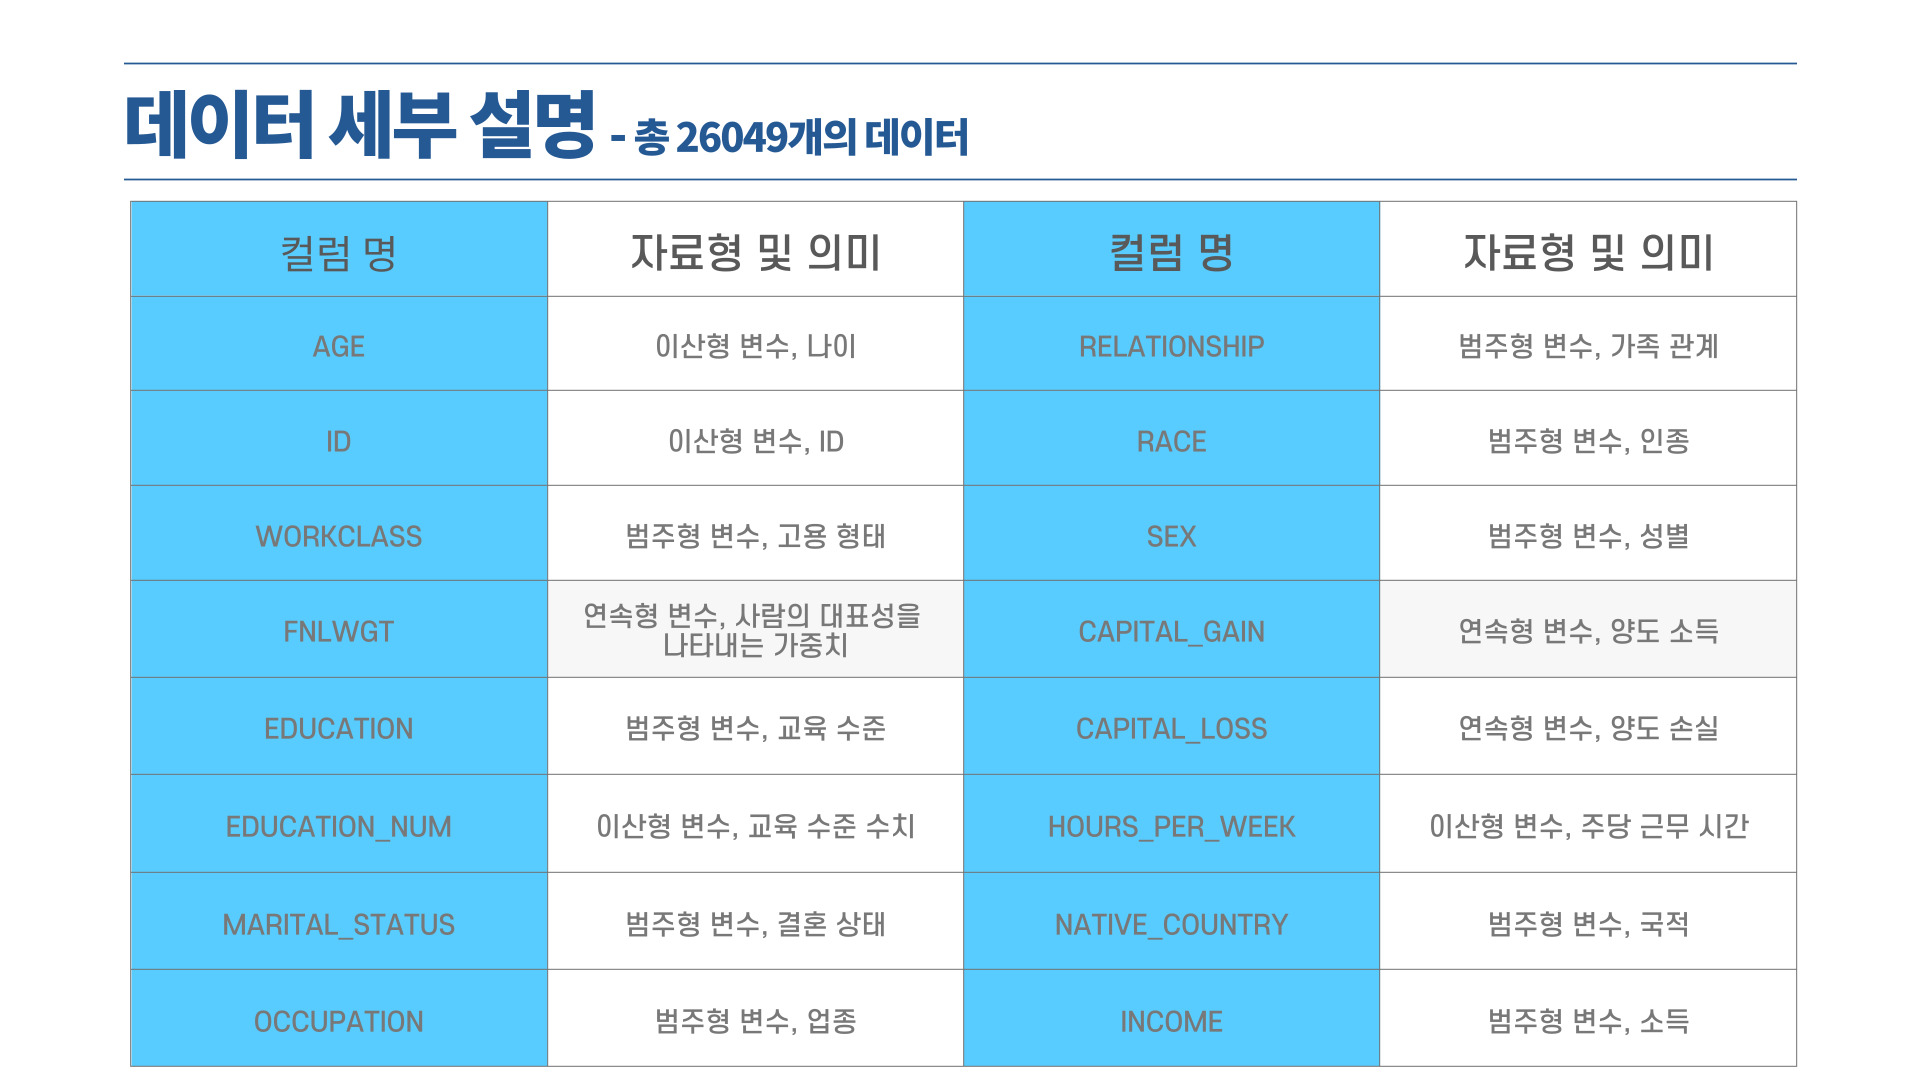 데이터 세부 설명 - 총 26049개의 데이터
컬럼 명 자료형 및 의미 컬럼 명 자료형 및 의미
AGE 이산형 변수, 나이 RELATIONSHIP 범주형 변수, 가족 관계
ID 이산형 변수, ID RACE 범주형 변수, 인종
WORKCLASS 범주형 변수, 고용 형태 SEX 범주형 변수, 성별
FNLWGT 연속형 변수, 사람의 대표성을
나타내는 가중치 CAPITAL_GAIN 연속형 변수, 양도 소득
EDUCATION 범주형 변수, 교육 수준 CAPITAL_LOSS 연속형 변수, 양도 손실
EDUCATION_NUM 이산형 변수, 교육 수준 수치 HOURS_PER_WEEK 이산형 변수, 주당 근무 시간
MARITAL_STATUS 범주형 변수, 결혼 상태 NATIVE_COUNTRY 범주형 변수, 국적
OCCUPATION 범주형 변수, 업종 INCOME 범주형 변수, 소득